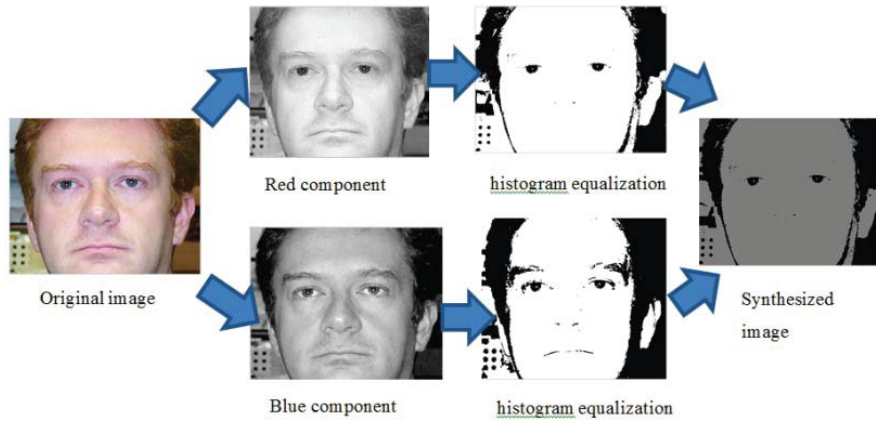 Red component
histogram equalization
Original image
Synthesized
image
Blue component
histogram equalization